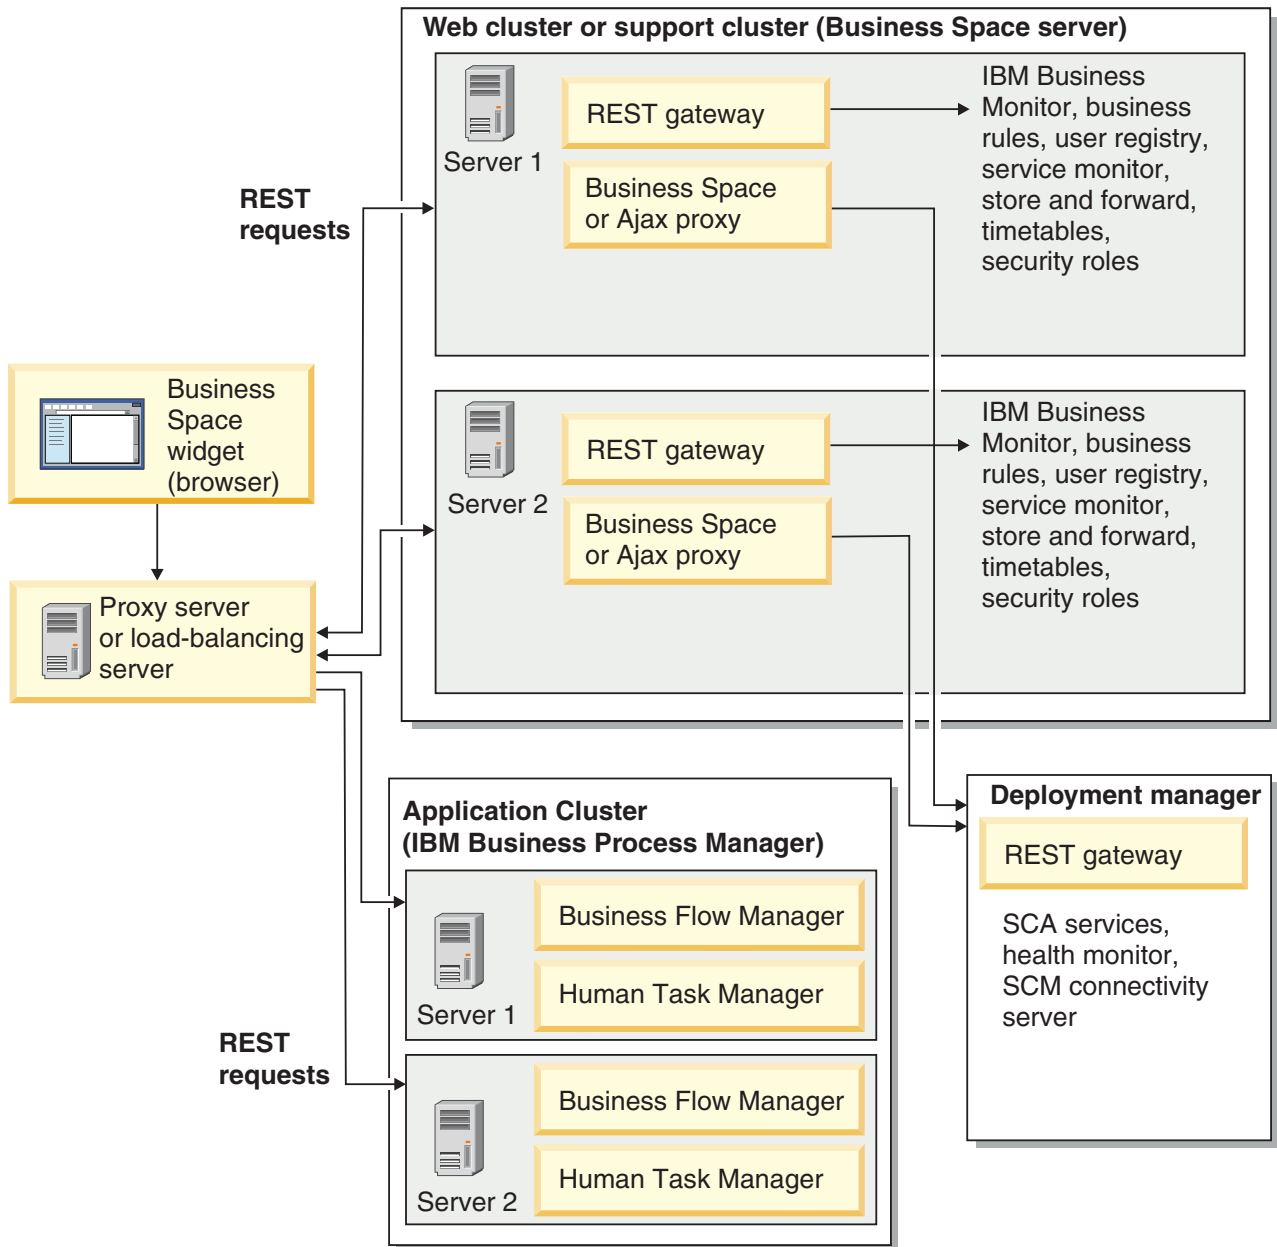 Web cluster or support cluster (Business Space server)
Server 1
REST gateway
Business Space
or Ajax proxy
IBM Business
Monitor, business
rules, user registry,
service monitor,
store and forward,
timetables,
security roles
REST
requests
Server 2
REST gateway
Business Space
or Ajax proxy
IBM Business
Monitor, business
rules, user registry,
service monitor,
store and forward,
timetables,
security roles
Business
Space
widget
(browser)
Proxy server
or load-balancing
server
Application Cluster
(IBM Business Process Manager)
Server 1
Business Flow Manager
Human Task Manager
REST
requests
Server 2
Business Flow Manager
Human Task Manager
Deployment manager
REST gateway
SCA services,
health monitor,
SCM connectivity
server